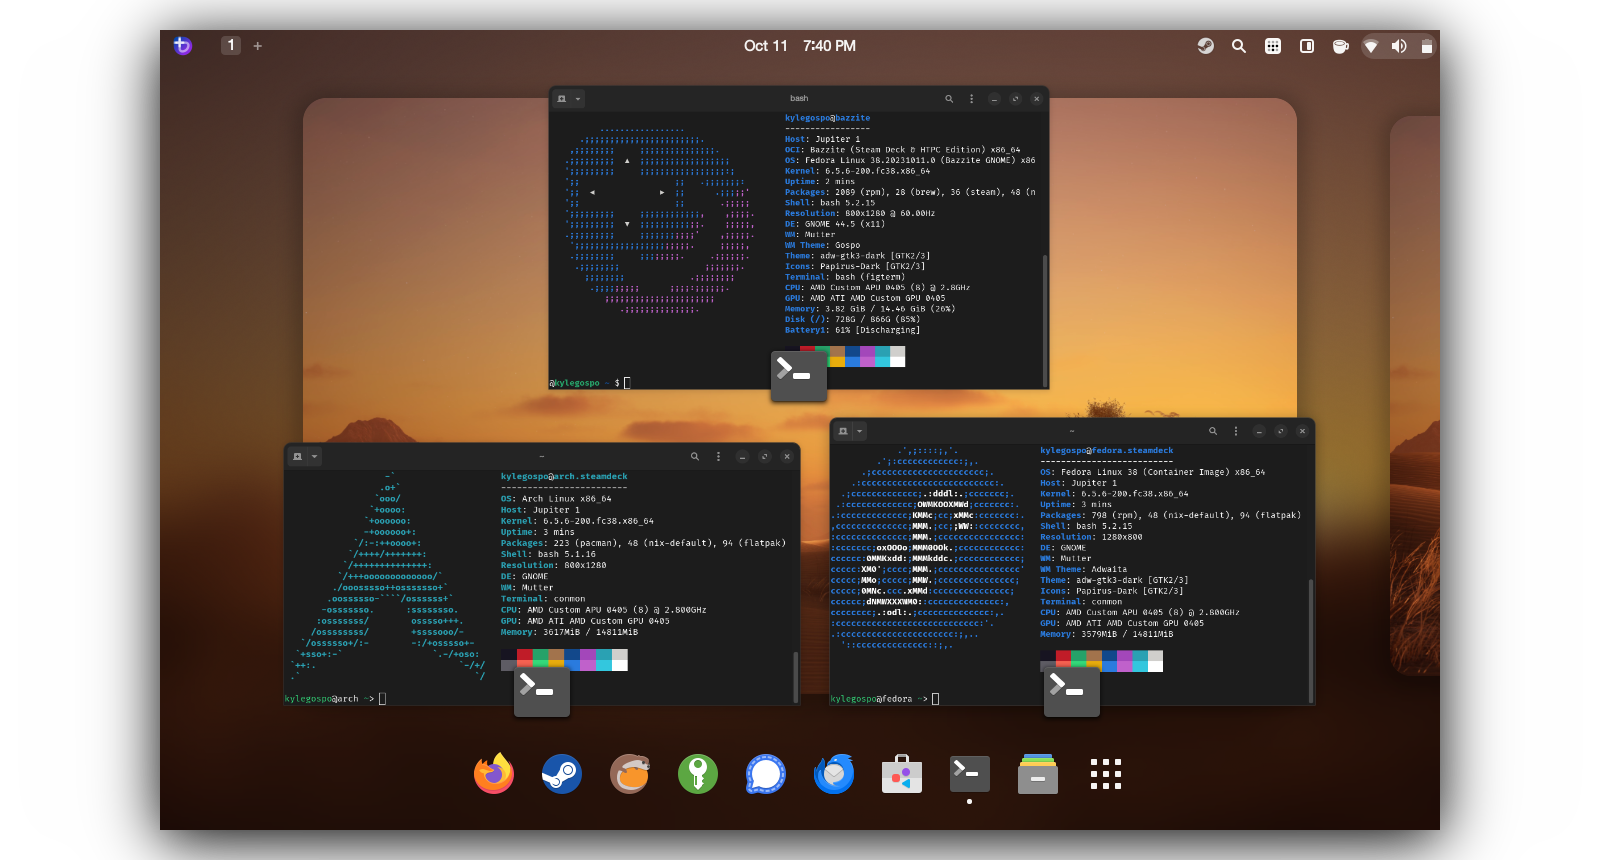 1 +
Oct 11 7:40 PM
bash
kylegospo@bazzite
-----------------
Host: Jupiter 1
OCI: Bazzite (Steam Deck & HTPC Edition) x86_64
OS: Fedora Linux 38.20231011.0 (Bazzite GNOME) x86
Kernel: 6.5.6-200.fc38.x86_64
Uptime: 2 mins
Packages: 2089 (rpm), 28 (brew), 36 (steam), 48 (n
Shell: bash 5.2.15
Resolution: 800x1280 @ 60.00Hz
DE: GNOME 44.5 (x11)
WM: Mutter
WM Theme: Gospo
Theme: adw-gtk3-dark [GTK2/3]
Icons: Papirus-Dark [GTK2/3]
Terminal: bash (figterm)
CPU: AMD Custom APU 0405 (8) @ 2.8GHz
GPU: AMD ATI AMD Custom GPU 0405
Memory: 3.82 GiB / 14.46 GiB (26%)
Disk (/): 728G / 866G (85%)
Battery1: 61% [Discharging]
@kylegospo ~ $
~
kylegospo@arch.steamdeck
------------------------
OS: Arch Linux x86_64
Host: Jupiter 1
Kernel: 6.5.6-200.fc38.x86_64
Uptime: 3 mins
Packages: 223 (pacman), 48 (nix-default), 94 (flatpak)
Shell: bash 5.1.16
Resolution: 800x1280
DE: GNOME
WM: Mutter
Terminal: conmon
CPU: AMD Custom APU 0405 (8) @ 2.800GHz
GPU: AMD ATI AMD Custom GPU 0405
Memory: 3617MiB / 14811MiB
kylegospo@arch ~>
~
kylegospo@fedora.steamdeck
--------------------------
OS: Fedora Linux 38 (Container Image) x86_64
Host: Jupiter 1
Kernel: 6.5.6-200.fc38.x86_64
Uptime: 3 mins
Packages: 798 (rpm), 48 (nix-default), 94 (flatpak)
Shell: bash 5.2.15
Resolution: 1280x800
DE: GNOME
WM: Mutter
WM Theme: Adwaita
Theme: adw-gtk3-dark [GTK2/3]
Icons: Papirus-Dark [GTK2/3]
Terminal: conmon
CPU: AMD Custom APU 0405 (8) @ 2.800GHz
GPU: AMD ATI AMD Custom GPU 0405
Memory: 3579MiB / 14811MiB
kylegospo@fedora ~>